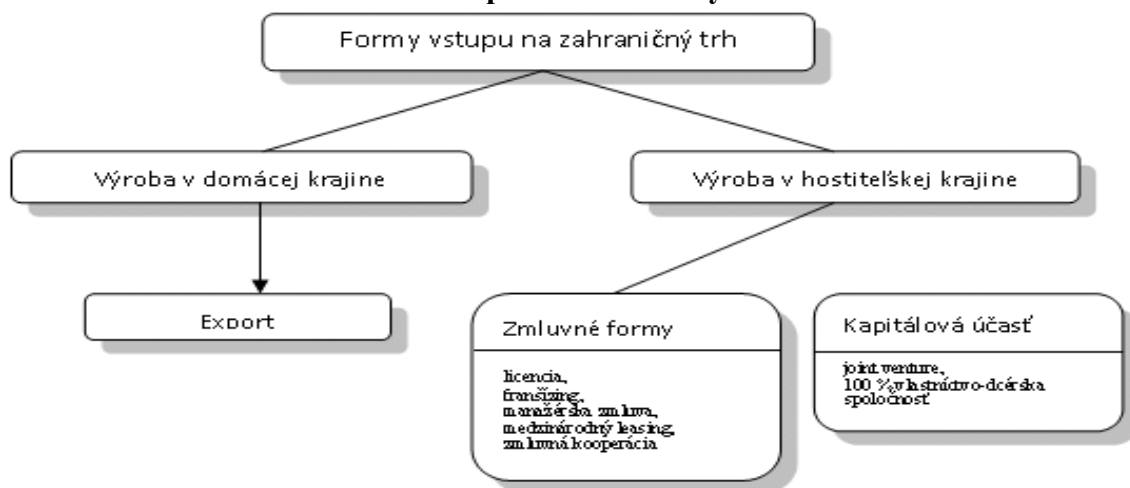 Formy vstupu na zahraničný trh
Výroba v domácej krajine
Výroba v hostiteľskej krajine
Export
Zmluvné formy
licencia,
franšízing,
manažérska zmluva,
medzinárodný leasing,
zmluvná kooperácia
Kapitálová účasť
joint venture,
100 % vlastníctvo-dcérska
spoločnosť